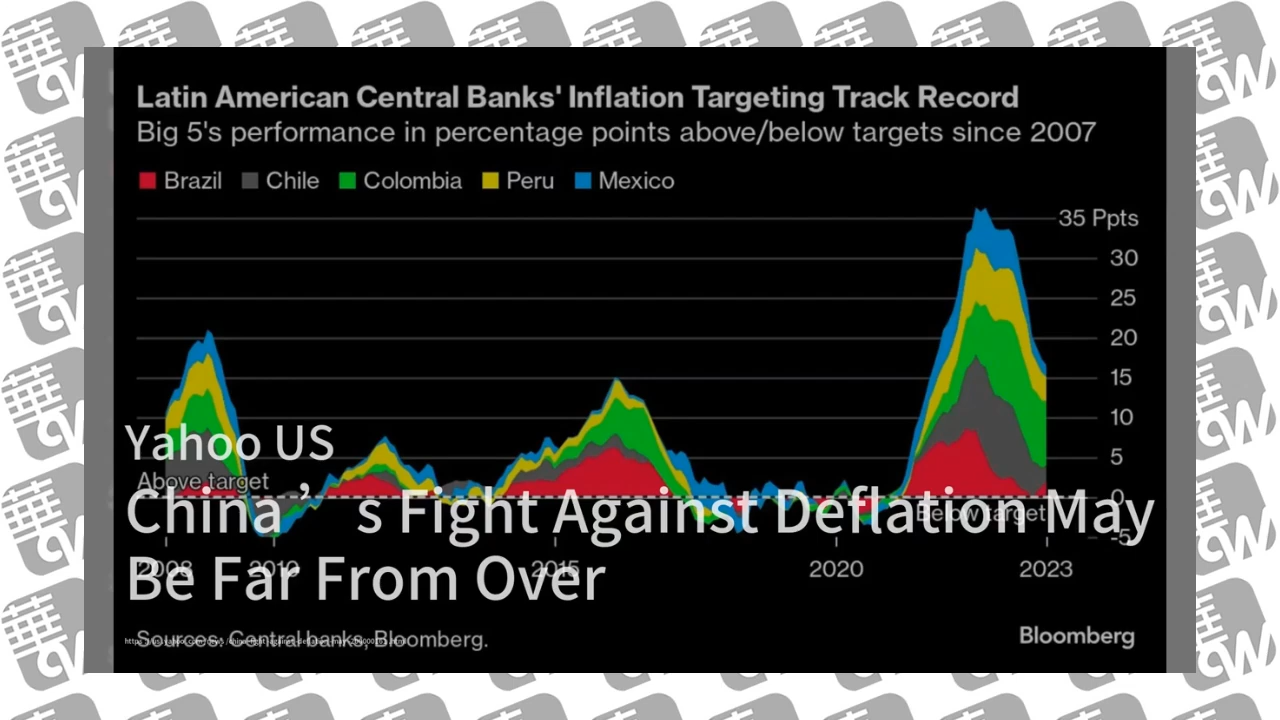 Latin American Central Banks' Inflation Targeting Track Record
Big 5's performance in percentage points above/below targets since 2007
Brazil Chile Colombia Peru Mexico
35 Ppts
30
25
20
15
10
5
0
-5
Above target
Below target
2008 2010 2015 2020 2023
Yahoo US
China’s Fight Against Deflation May
Be Far From Over
Sources: Central banks, Bloomberg.
Bloomberg